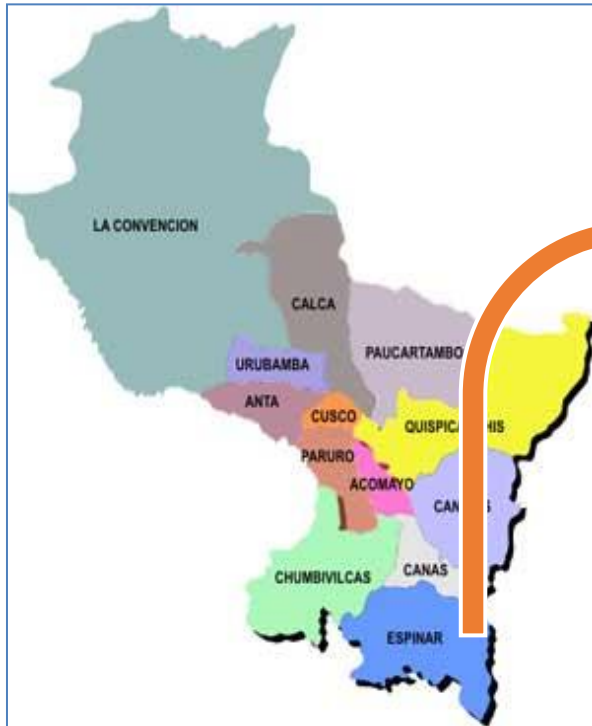 LA CONVENCION
CALCA
PAUCARTAMBO
URUBAMBA
ANTA
CUSCO
PARURO
ACOMAYO
CANAS
CHUMBIVILCAS
ESPINAR